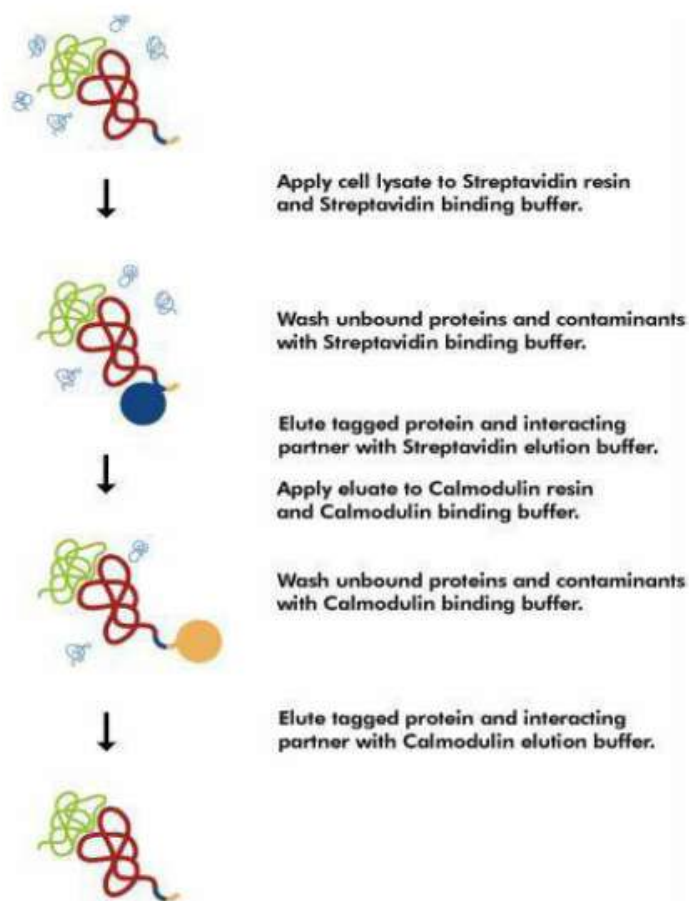 Apply cell lysate to Streptavidin resin
and Streptavidin binding buffer.
Wash unbound proteins and contaminants
with Streptavidin binding buffer.
Elute tagged protein and interacting
partner with Streptavidin elution buffer.
Apply eluate to Calmodulin resin
and Calmodulin binding buffer.
Wash unbound proteins and contaminants
with Calmodulin binding buffer.
Elute tagged protein and interacting
partner with Calmodulin elution buffer.